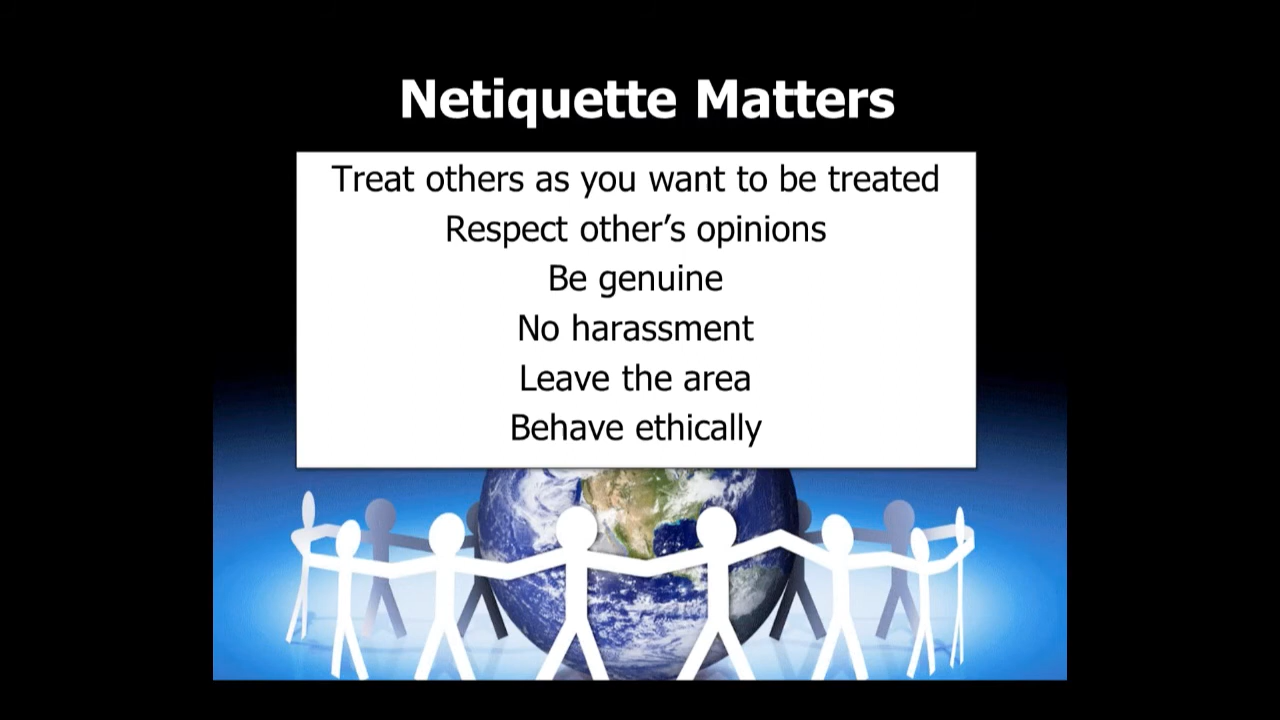 Netiquette Matters
Treat others as you want to be treated
Respect other’s opinions
Be genuine
No harassment
Leave the area
Behave ethically